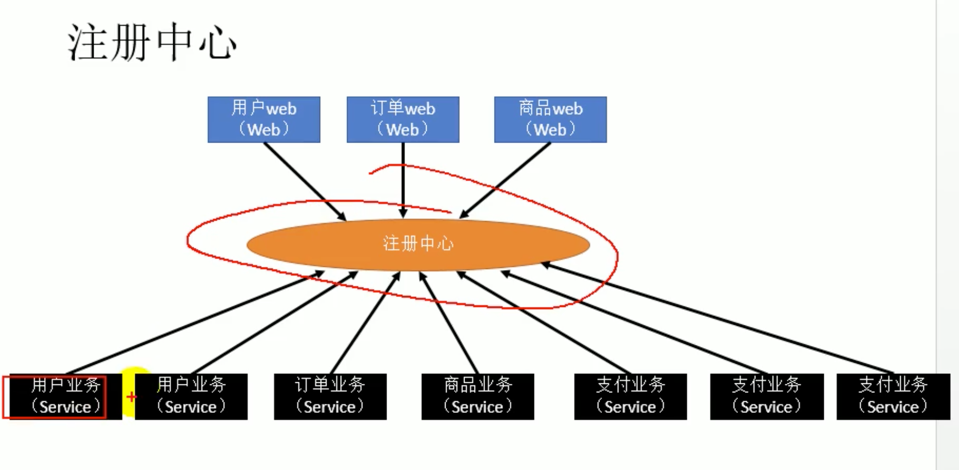 注册中心
用户web
（Web）
订单web
（Web）
商品web
（Web）
注册中心
用户业务
（Service）
用户业务
（Service）
订单业务
（Service）
商品业务
（Service）
支付业务
（Service）
支付业务
（Service）
支付业务
（Service）